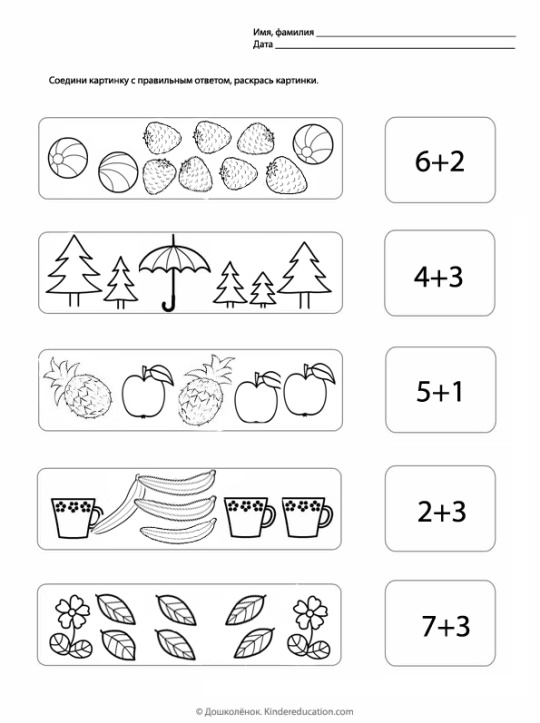 Имя, фамилия
Дата
Соедини картинку с правильным ответом, раскрась картинки.
6+2
4+3
5+1
2+3
7+3
© Дошколёнок. Kindereducation.com